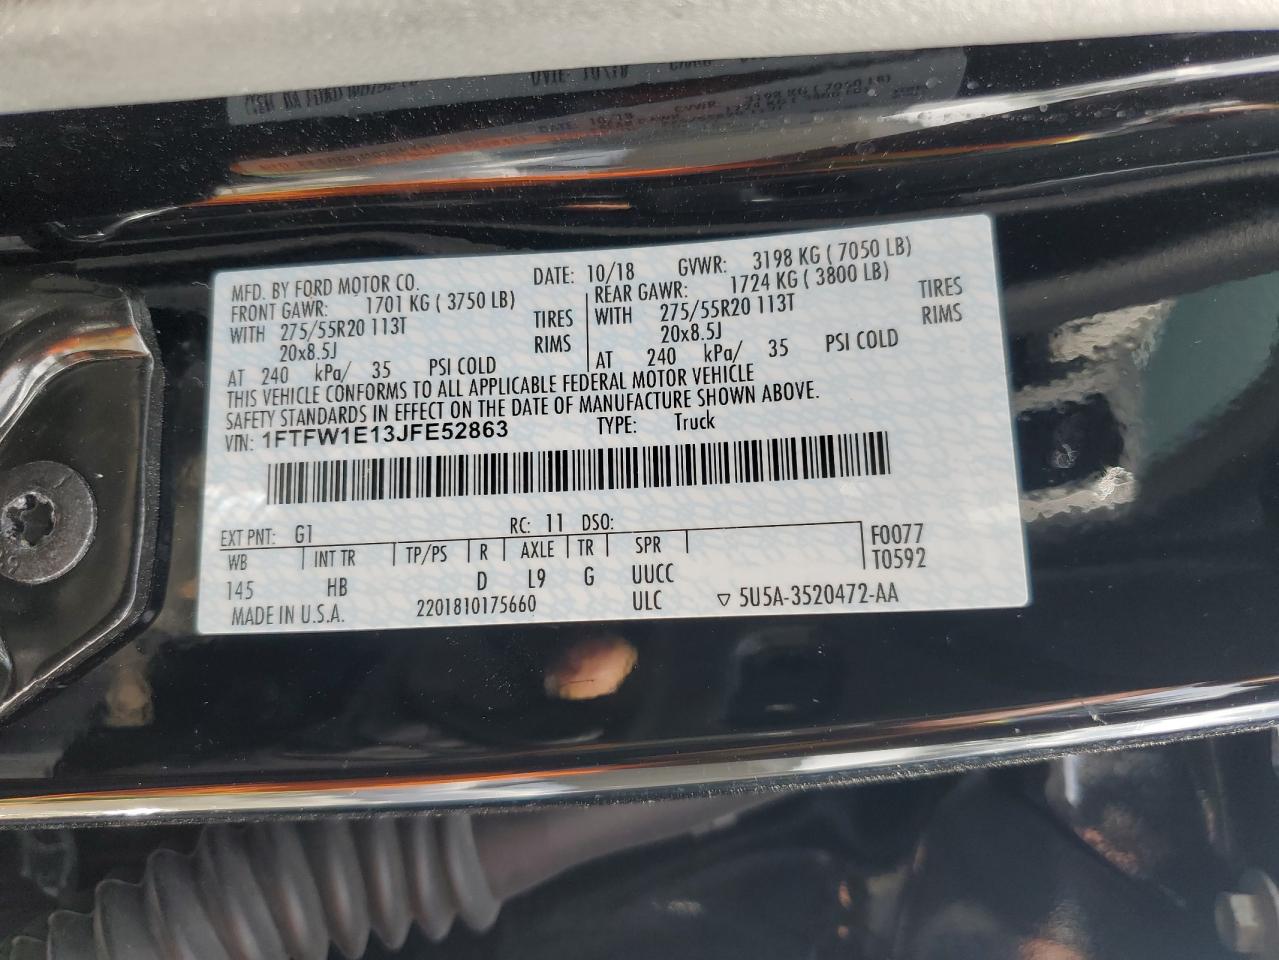 MFD. BY FORD MOTOR CO. DATE: 10/18 GVWR: 3198 KG ( 7050 LB)
FRONT GAWR: 1701 KG ( 3750 LB) REAR GAWR: 1724 KG ( 3800 LB)
WITH 275/55R20 113T TIRES WITH 275/55R20 113T TIRES
20x8.5J RIMS 20x8.5J RIMS
AT 240 kPa/ 35 PSI COLD AT 240 kPa/ 35 PSI COLD
THIS VEHICLE CONFORMS TO ALL APPLICABLE FEDERAL MOTOR VEHICLE
SAFETY STANDARDS IN EFFECT ON THE DATE OF MANUFACTURE SHOWN ABOVE.
VIN: 1FTFW1E13JFE52863 TYPE: Truck
EXT PNT: G1 RC: 11 DSO:
WB INT TR TP/PS R AXLE TR SPR F0077
145 HB D L9 G UUCC T0592
MADE IN U.S.A. 2201810175660 ULC ▽ 5U5A-3520472-AA